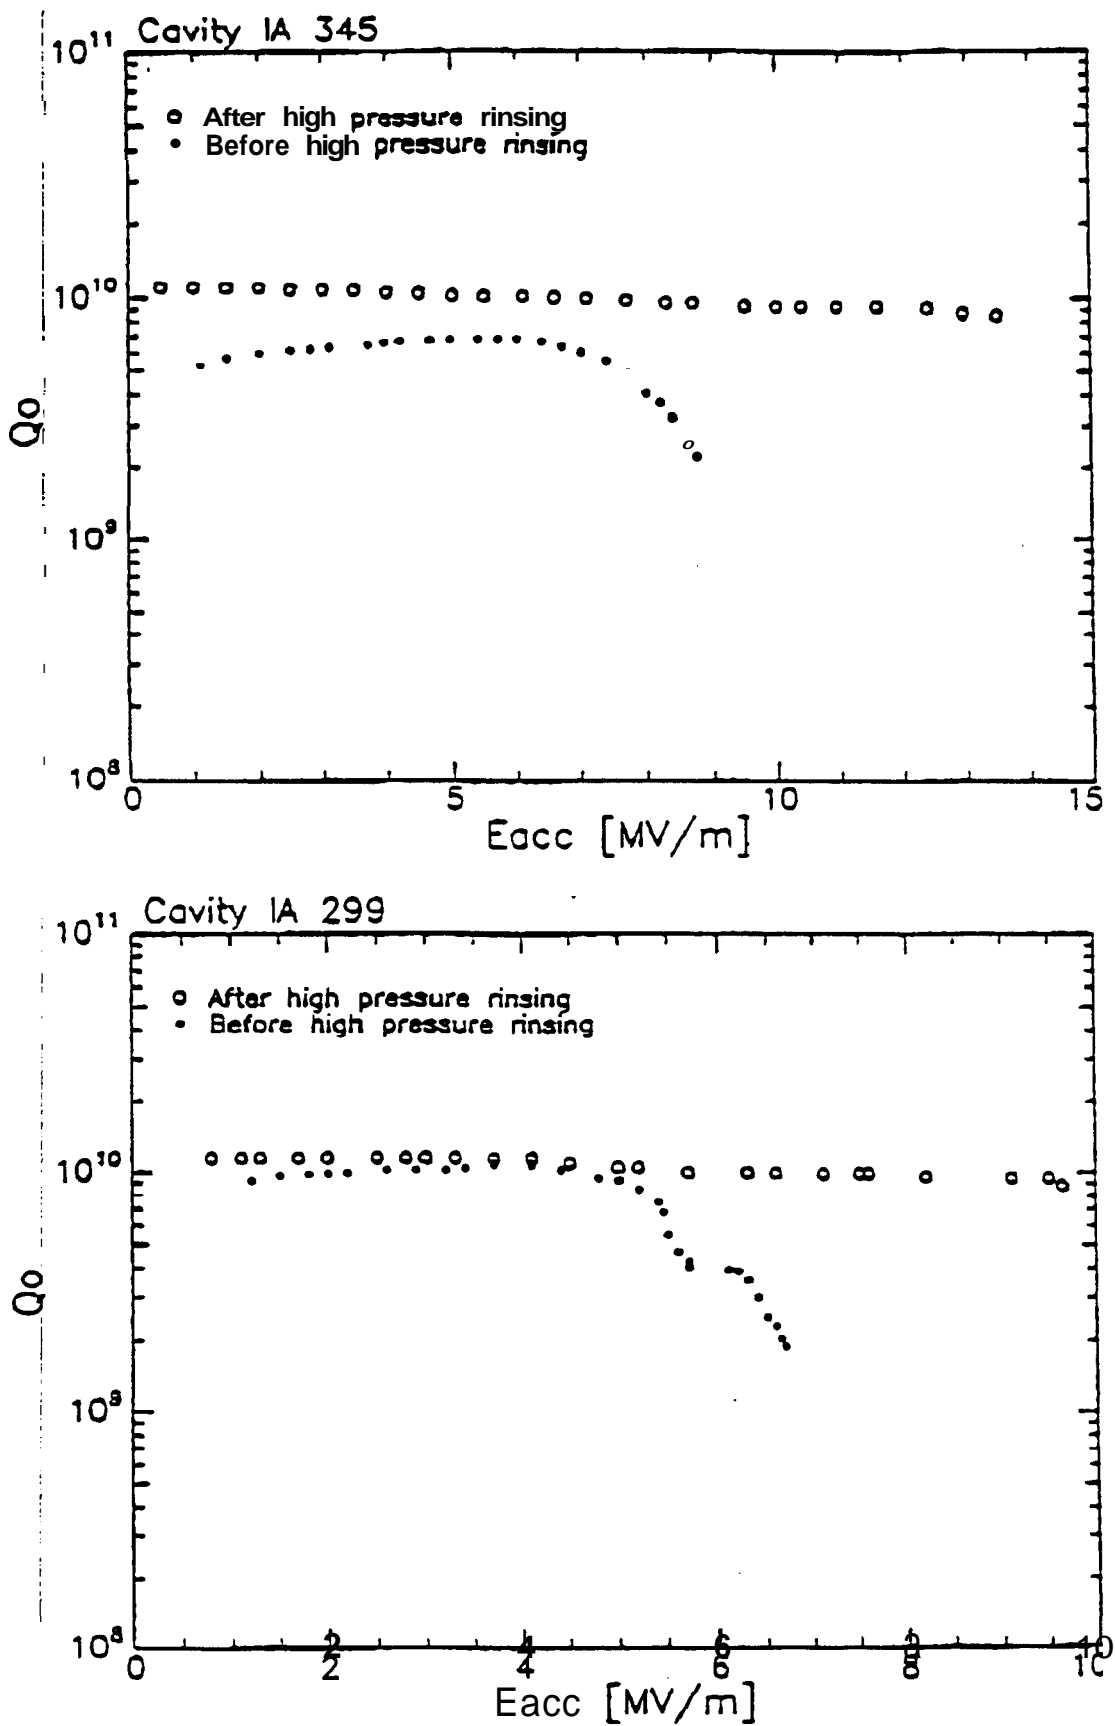 Cavity IA 345
10¹¹
○ After high pressure rinsing
• Before high pressure rinsing
10¹⁰
Qo
10⁹
10⁸
0 5 10 15
Eacc [MV/m]
Cavity IA 299
10¹¹
○ After high pressure rinsing
• Before high pressure rinsing
10¹⁰
Qo
10⁹
10⁸
0 2 4 6 8 10
Eacc [MV/m]